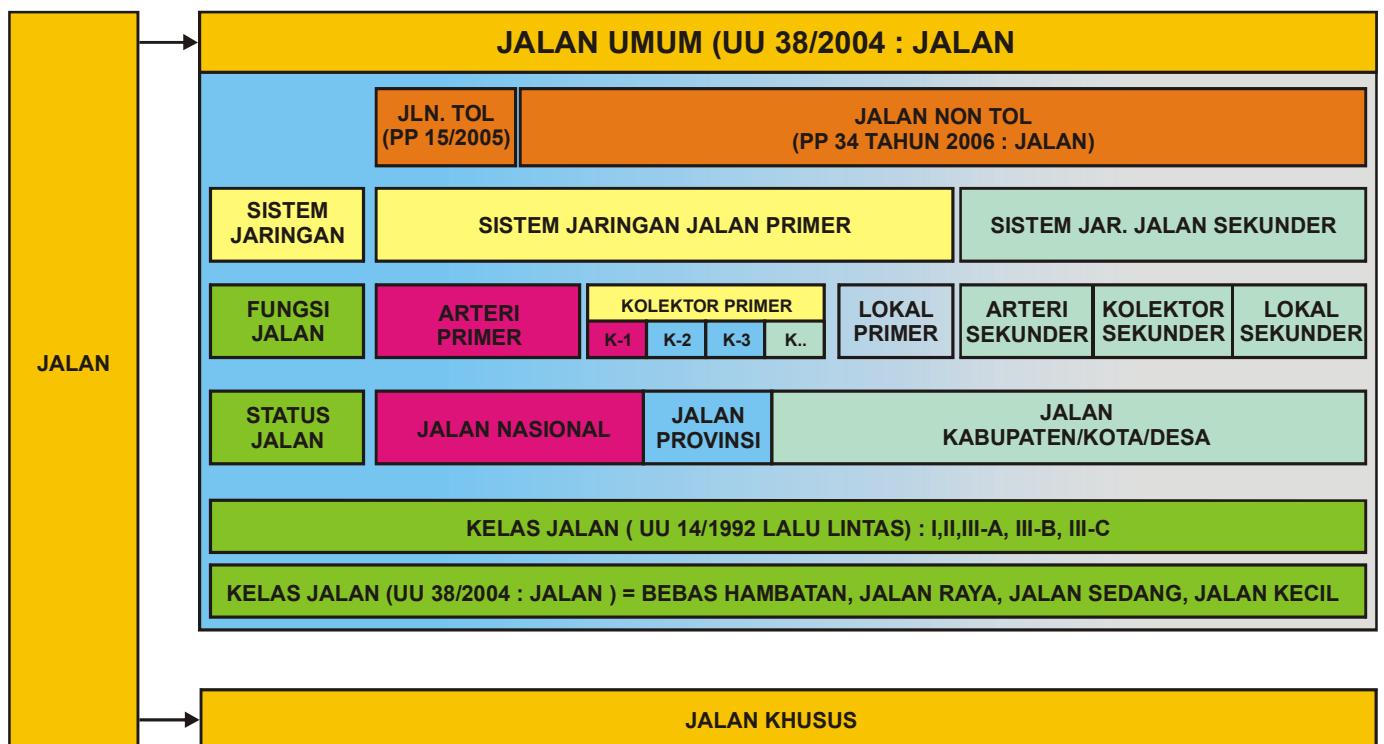 JALAN
JALAN UMUM (UU 38/2004 : JALAN
JLN. TOL
(PP 15/2005)
JALAN NON TOL
(PP 34 TAHUN 2006 : JALAN)
SISTEM
JARINGAN
SISTEM JARINGAN JALAN PRIMER
SISTEM JAR. JALAN SEKUNDER
FUNGSI
JALAN
ARTERI
PRIMER
KOLEKTOR PRIMER
K-1
K-2
K-3
K..
LOKAL
PRIMER
ARTERI
SEKUNDER
KOLEKTOR
SEKUNDER
LOKAL
SEKUNDER
STATUS
JALAN
JALAN NASIONAL
JALAN
PROVINSI
JALAN
KABUPATEN/KOTA/DESA
KELAS JALAN ( UU 14/1992 LALU LINTAS) : I,II,III-A, III-B, III-C
KELAS JALAN (UU 38/2004 : JALAN ) = BEBAS HAMBATAN, JALAN RAYA, JALAN SEDANG, JALAN KECIL
JALAN KHUSUS